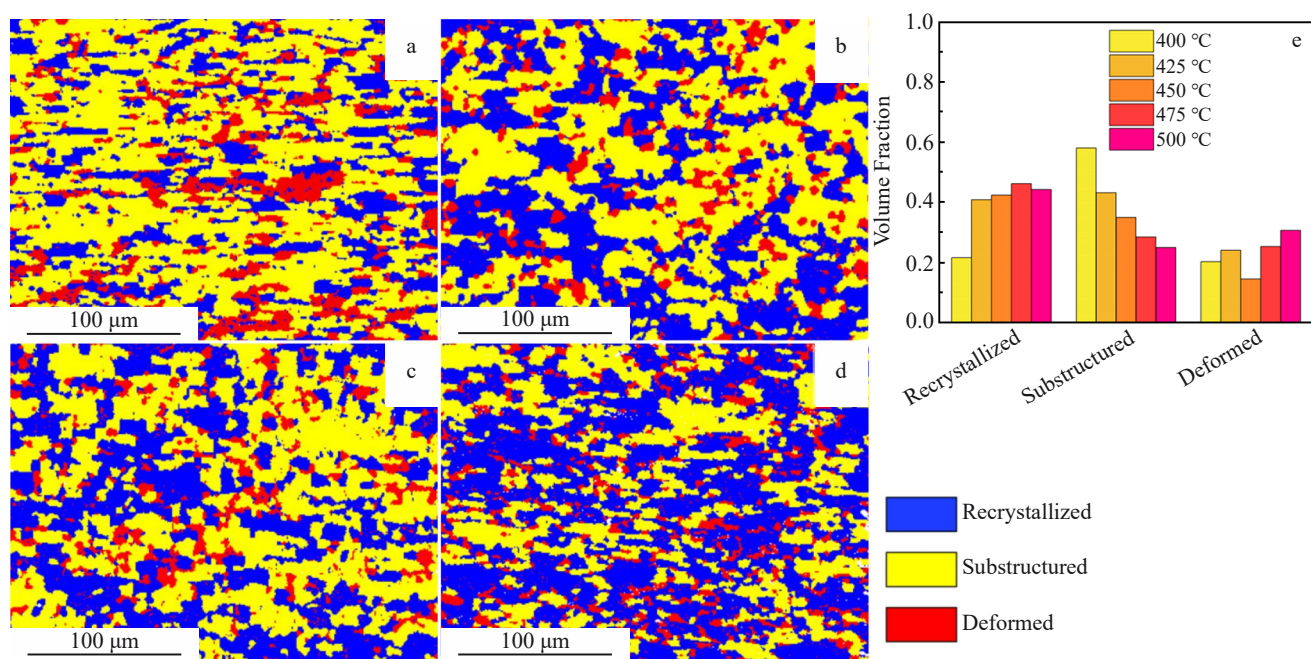 a
b
100 μm
100 μm
c
d
100 μm
100 μm
e
400 ℃
425 ℃
450 ℃
475 ℃
500 ℃
Volume Fraction
1.0
0.8
0.6
0.4
0.2
0.0
Recrystallized
Substructured
Deformed
Recrystallized
Substructured
Deformed